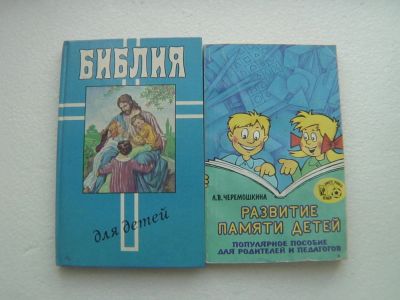 БИБЛИЯ
для детей
Л.В. ЧЕРЕМОШКИНА
РАЗВИТИЕ
ПАМЯТИ ДЕТЕЙ
ПОПУЛЯРНОЕ ПОСОБИЕ
ДЛЯ РОДИТЕЛЕЙ И ПЕДАГОГОВ